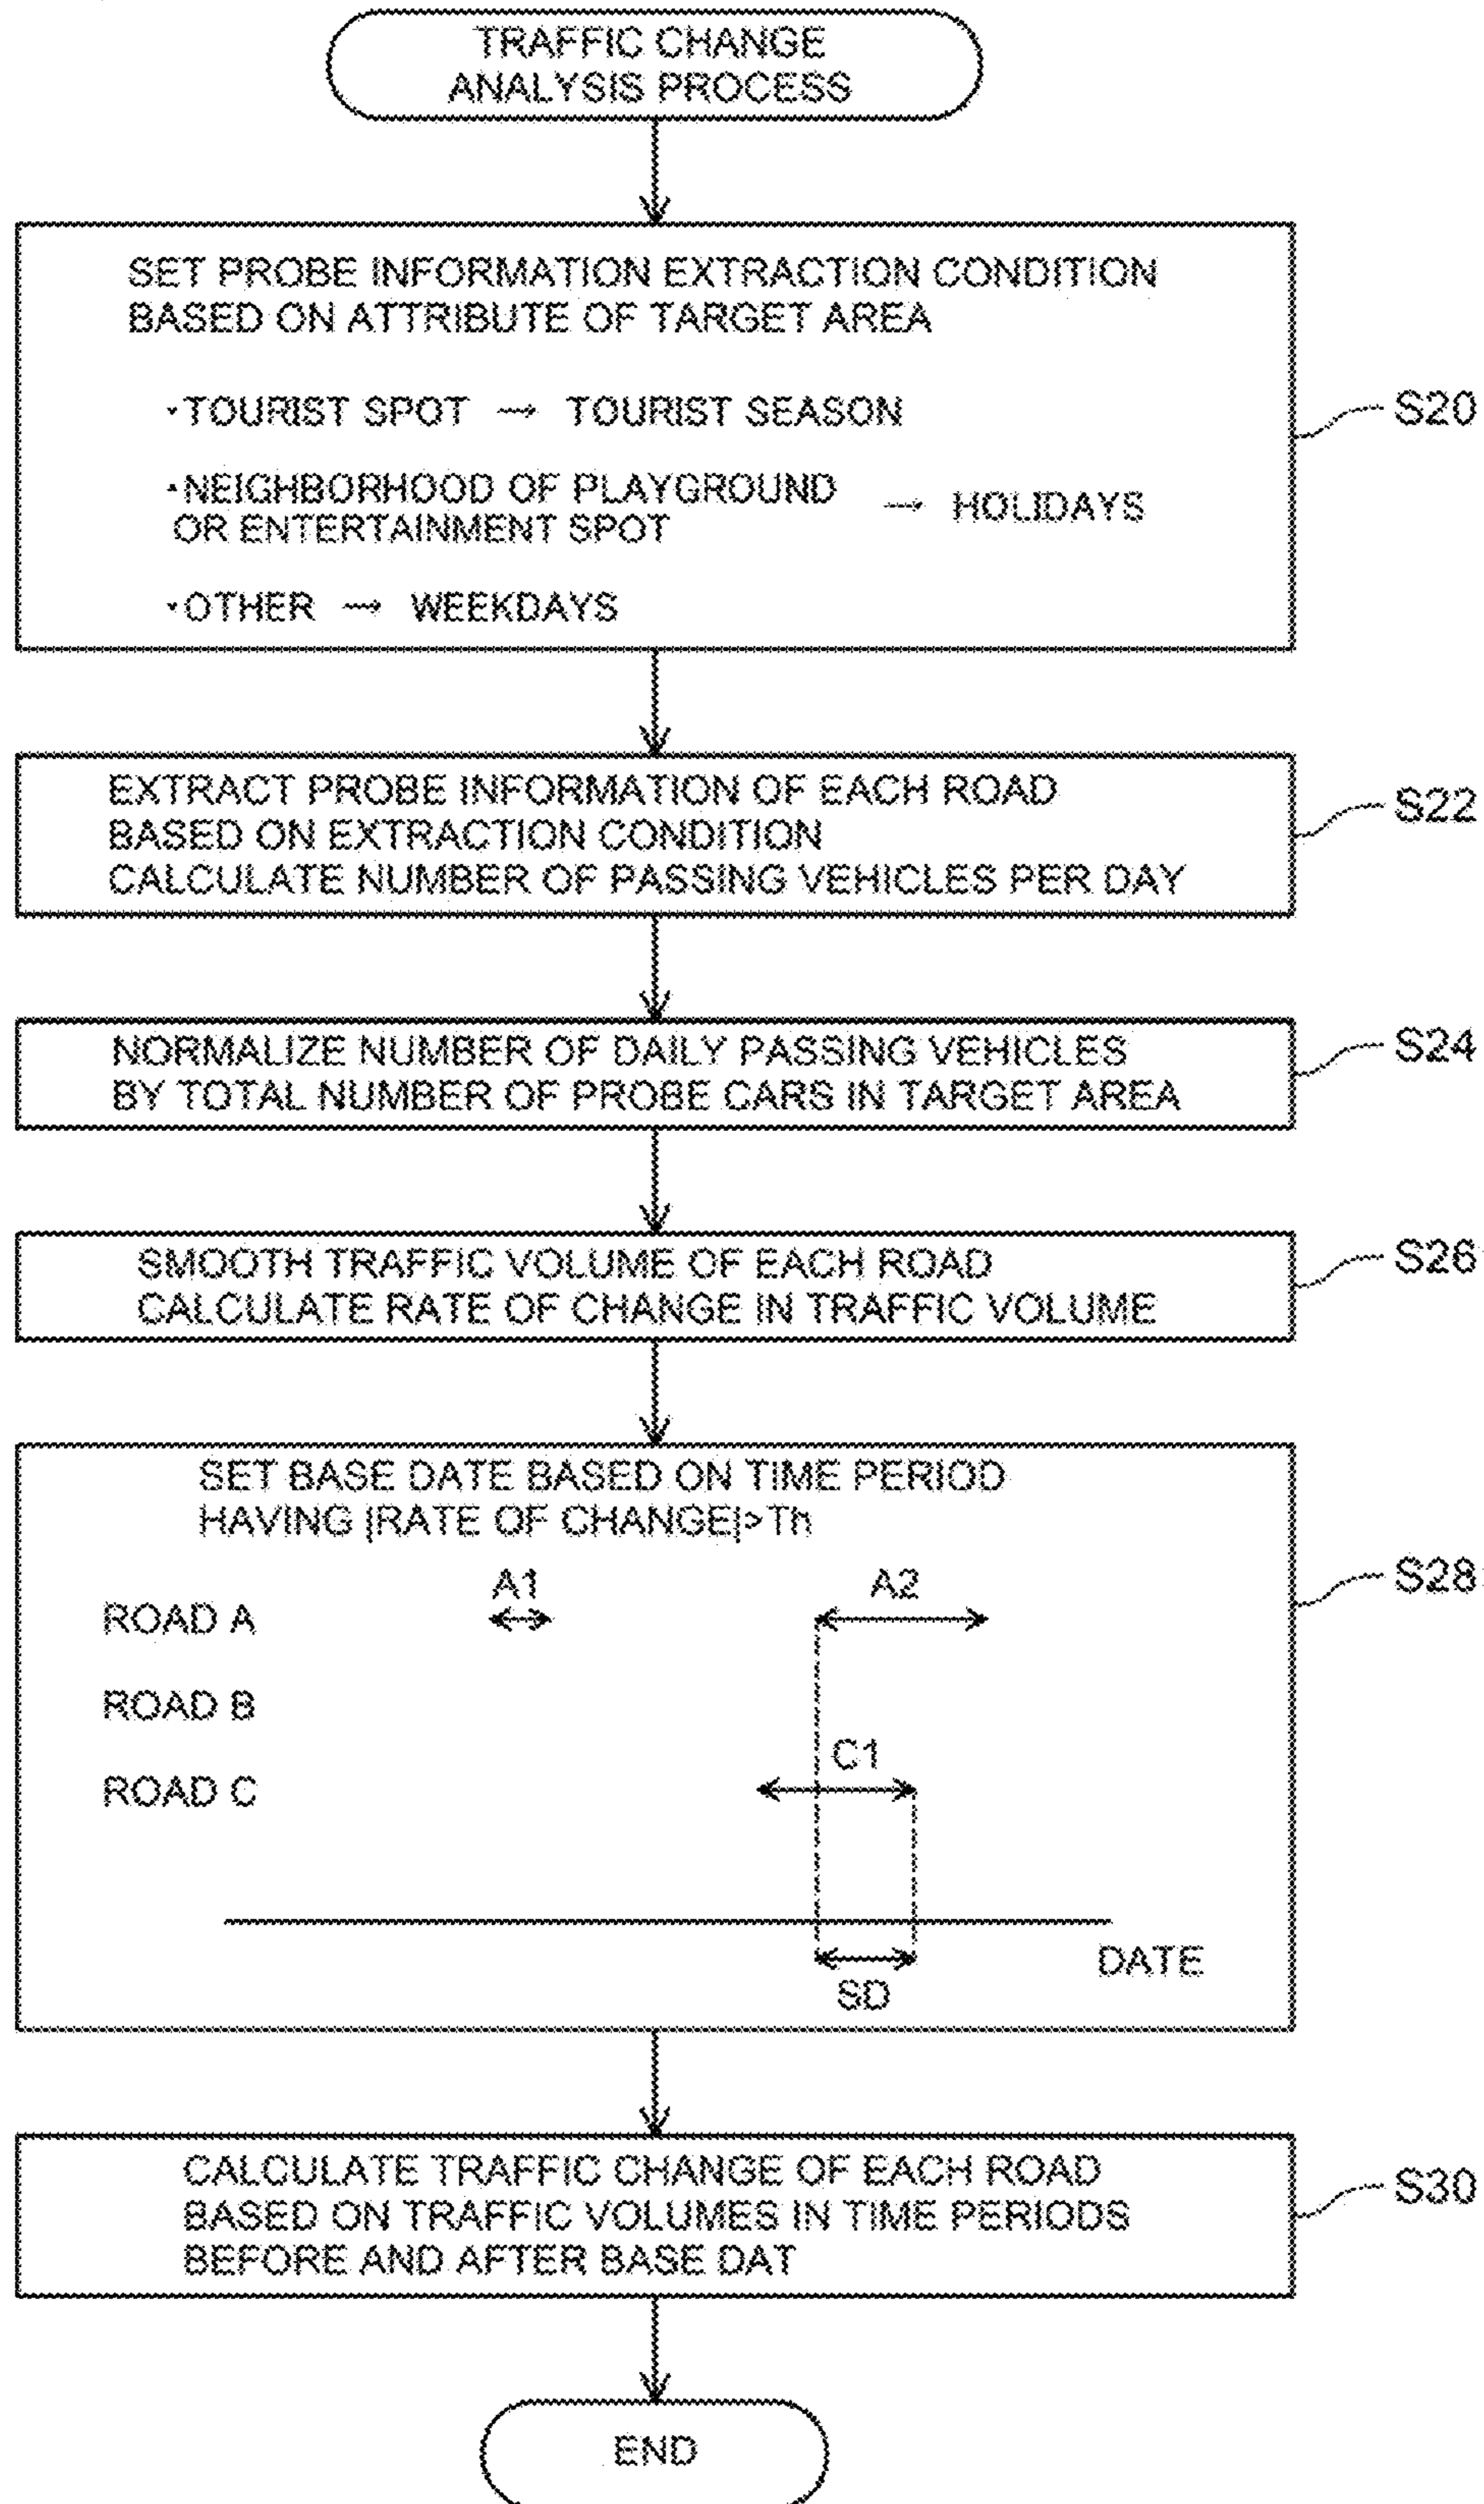 TRAFFIC CHANGE
ANALYSIS PROCESS
SET PROBE INFORMATION EXTRACTION CONDITION
BASED ON ATTRIBUTE OF TARGET AREA
·TOURIST SPOT → TOURIST SEASON
·NEIGHBORHOOD OF PLAYGROUND
OR ENTERTAINMENT SPOT → HOLIDAYS
·OTHER → WEEKDAYS
S20
EXTRACT PROBE INFORMATION OF EACH ROAD
BASED ON EXTRACTION CONDITION
CALCULATE NUMBER OF PASSING VEHICLES PER DAY
S22
NORMALIZE NUMBER OF DAILY PASSING VEHICLES
BY TOTAL NUMBER OF PROBE CARS IN TARGET AREA
S24
SMOOTH TRAFFIC VOLUME OF EACH ROAD
CALCULATE RATE OF CHANGE IN TRAFFIC VOLUME
S26
SET BASE DATE BASED ON TIME PERIOD
HAVING |RATE OF CHANGE|>Th
S28
A1
A2
ROAD A
ROAD B
C1
ROAD C
DATE
SD
CALCULATE TRAFFIC CHANGE OF EACH ROAD
BASED ON TRAFFIC VOLUMES IN TIME PERIODS
BEFORE AND AFTER BASE DAT
S30
END